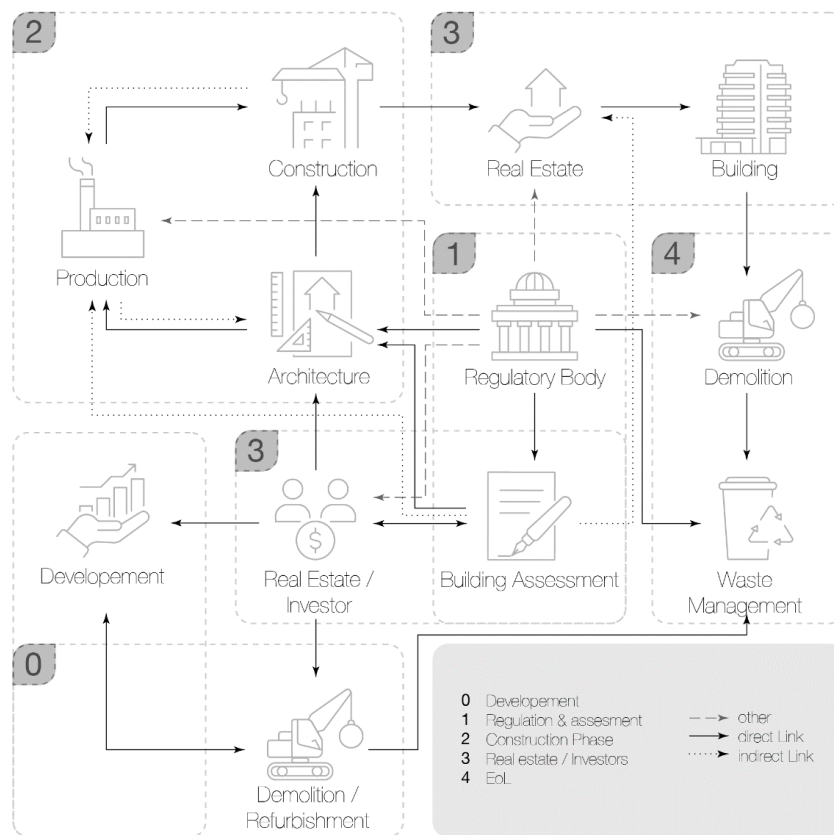 2
3
Construction
Real Estate
Building
Production
1
4
Architecture
Regulatory Body
Demolition
3
$
Developement
Real Estate /
Investor
Building Assessment
Waste
Management
0
Demolition /
Refurbishment
0 Developement
1 Regulation & assesment
2 Construction Phase
3 Real estate / Investors
4 EoL
other
direct Link
indirect Link